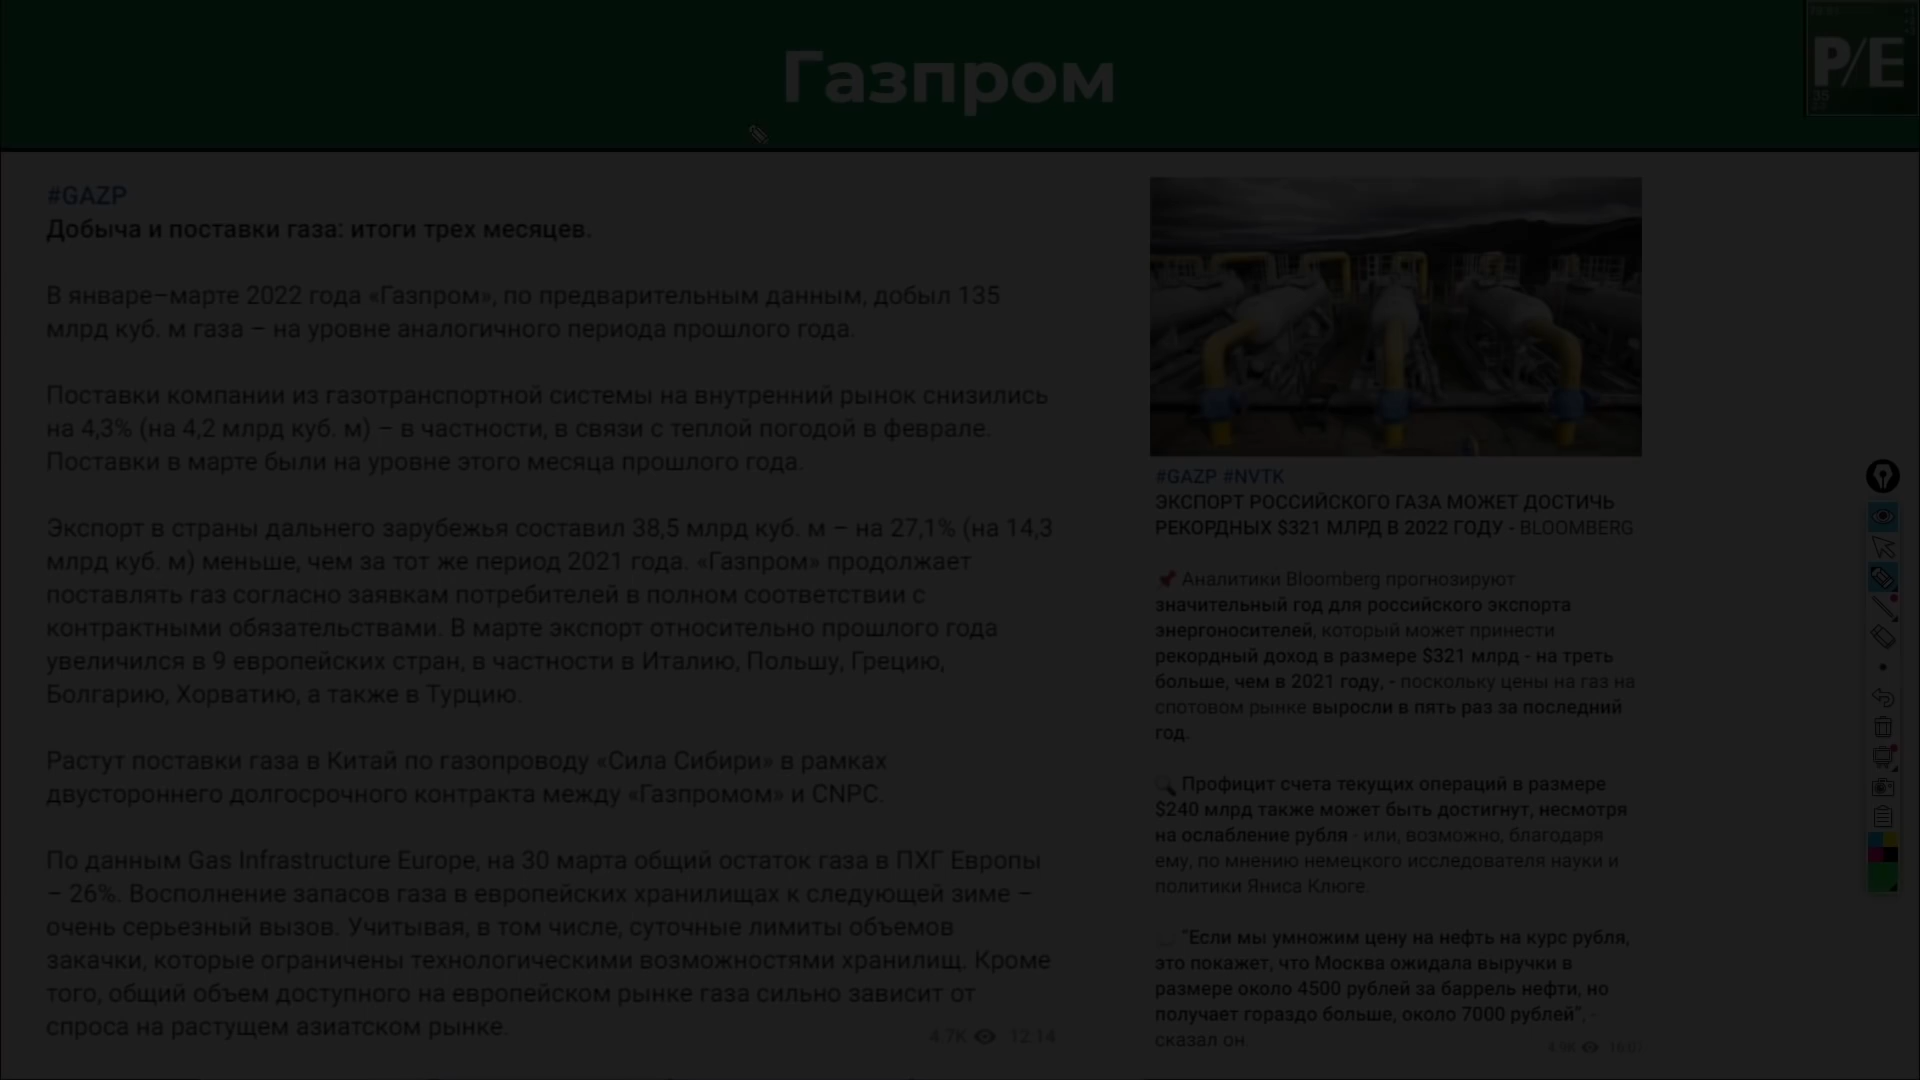 Газпром
P/E
35
#GAZP
Добыча и поставки газа: итоги трех месяцев.
В январе–марте 2022 года «Газпром», по предварительным данным, добыл 135
млрд куб. м газа – на уровне аналогичного периода прошлого года.
Поставки компании из газотранспортной системы на внутренний рынок снизились
на 4,3% (на 4,2 млрд куб. м) – в частности, в связи с теплой погодой в феврале.
Поставки в марте были на уровне этого месяца прошлого года.
Экспорт в страны дальнего зарубежья составил 38,5 млрд куб. м – на 27,1% (на 14,3
млрд куб. м) меньше, чем за тот же период 2021 года. «Газпром» продолжает
поставлять газ согласно заявкам потребителей в полном соответствии с
контрактными обязательствами. В марте экспорт относительно прошлого года
увеличился в 9 европейских стран, в частности в Италию, Польшу, Грецию,
Болгарию, Хорватию, а также в Турцию.
Растут поставки газа в Китай по газопроводу «Сила Сибири» в рамках
двустороннего долгосрочного контракта между «Газпромом» и CNPC.
По данным Gas Infrastructure Europe, на 30 марта общий остаток газа в ПХГ Европы
– 26%. Восполнение запасов газа в европейских хранилищах к следующей зиме –
очень серьезный вызов. Учитывая, в том числе, суточные лимиты объемов
закачки, которые ограничены технологическими возможностями хранилищ. Кроме
того, общий объем доступного на европейском рынке газа сильно зависит от
спроса на растущем азиатском рынке.
4.7K 12:14
#GAZP #NVTK
ЭКСПОРТ РОССИЙСКОГО ГАЗА МОЖЕТ ДОСТИЧЬ
РЕКОРДНЫХ $321 МЛРД В 2022 ГОДУ - BLOOMBERG
Аналитики Bloomberg прогнозируют
значительный год для российского экспорта
энергоносителей, который может принести
рекордный доход в размере $321 млрд - на треть
больше, чем в 2021 году, - поскольку цены на газ на
спотовом рынке выросли в пять раз за последний
год.
Профицит счета текущих операций в размере
$240 млрд также может быть достигнут, несмотря
на ослабление рубля - или, возможно, благодаря
ему, по мнению немецкого исследователя науки и
политики Яниса Клюге
"Если мы умножим цену на нефть на курс рубля,
это покажет, что Москва ожидала выручки в
размере около 4500 рублей за баррель нефти, но
получает гораздо больше, около 7000 рублей", -
сказал он
4.9K